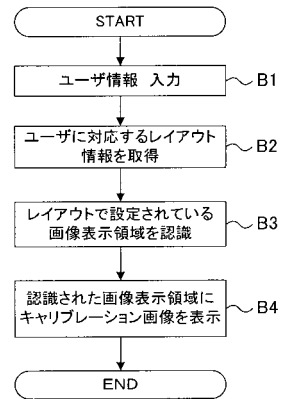 START
ユーザ情報 入力
B1
ユーザに対応するレイアウト
情報を取得
B2
レイアウトで設定されている
画像表示領域を認識
B3
認識された画像表示領域に
キャリブレーション画像を表示
B4
END